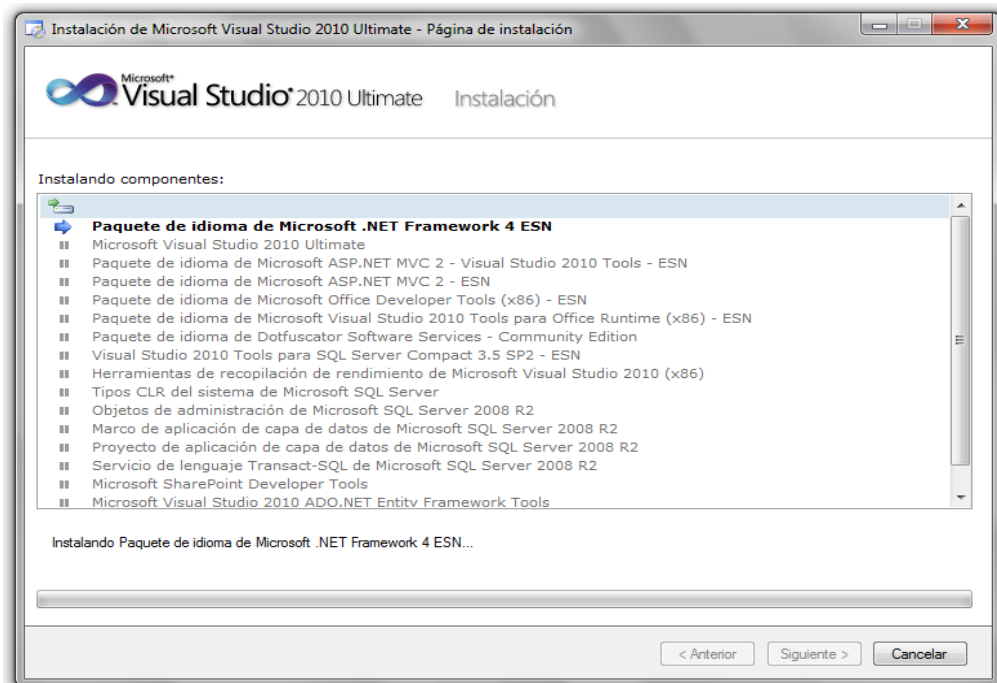 Instalación de Microsoft Visual Studio 2010 Ultimate - Página de instalación
Microsoft®
Visual Studio® 2010 Ultimate Instalación
Instalando componentes:
Paquete de idioma de Microsoft .NET Framework 4 ESN
Microsoft Visual Studio 2010 Ultimate
Paquete de idioma de Microsoft ASP.NET MVC 2 - Visual Studio 2010 Tools - ESN
Paquete de idioma de Microsoft ASP.NET MVC 2 - ESN
Paquete de idioma de Microsoft Office Developer Tools (x86) - ESN
Paquete de idioma de Microsoft Visual Studio 2010 Tools para Office Runtime (x86) - ESN
Paquete de idioma de Dotfuscator Software Services - Community Edition
Visual Studio 2010 Tools para SQL Server Compact 3.5 SP2 - ESN
Herramientas de recopilación de rendimiento de Microsoft Visual Studio 2010 (x86)
Tipos CLR del sistema de Microsoft SQL Server
Objetos de administración de Microsoft SQL Server 2008 R2
Marco de aplicación de capa de datos de Microsoft SQL Server 2008 R2
Proyecto de aplicación de capa de datos de Microsoft SQL Server 2008 R2
Servicio de lenguaje Transact-SQL de Microsoft SQL Server 2008 R2
Microsoft SharePoint Developer Tools
Microsoft Visual Studio 2010 ADO.NET Entity Framework Tools
Instalando Paquete de idioma de Microsoft .NET Framework 4 ESN...
< Anterior Siguiente > Cancelar